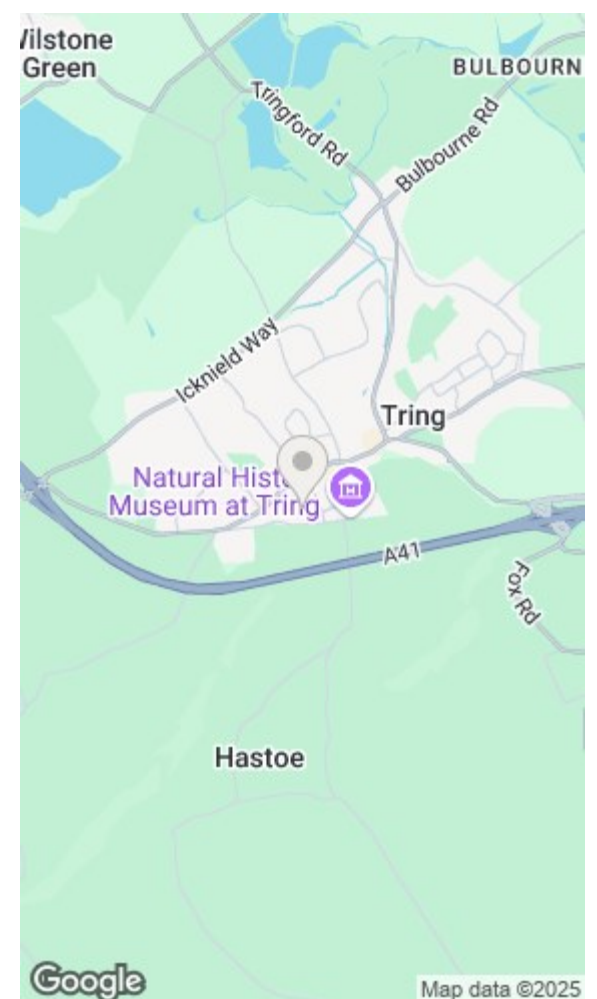 Wilstone
Green
BULBOURN
Tringford Rd
Bulbourne Rd
Icknield Way
Tring
Natural Histo
Museum at Tring
A41
Fox Rd
Hastoe
Google
Map data ©2025